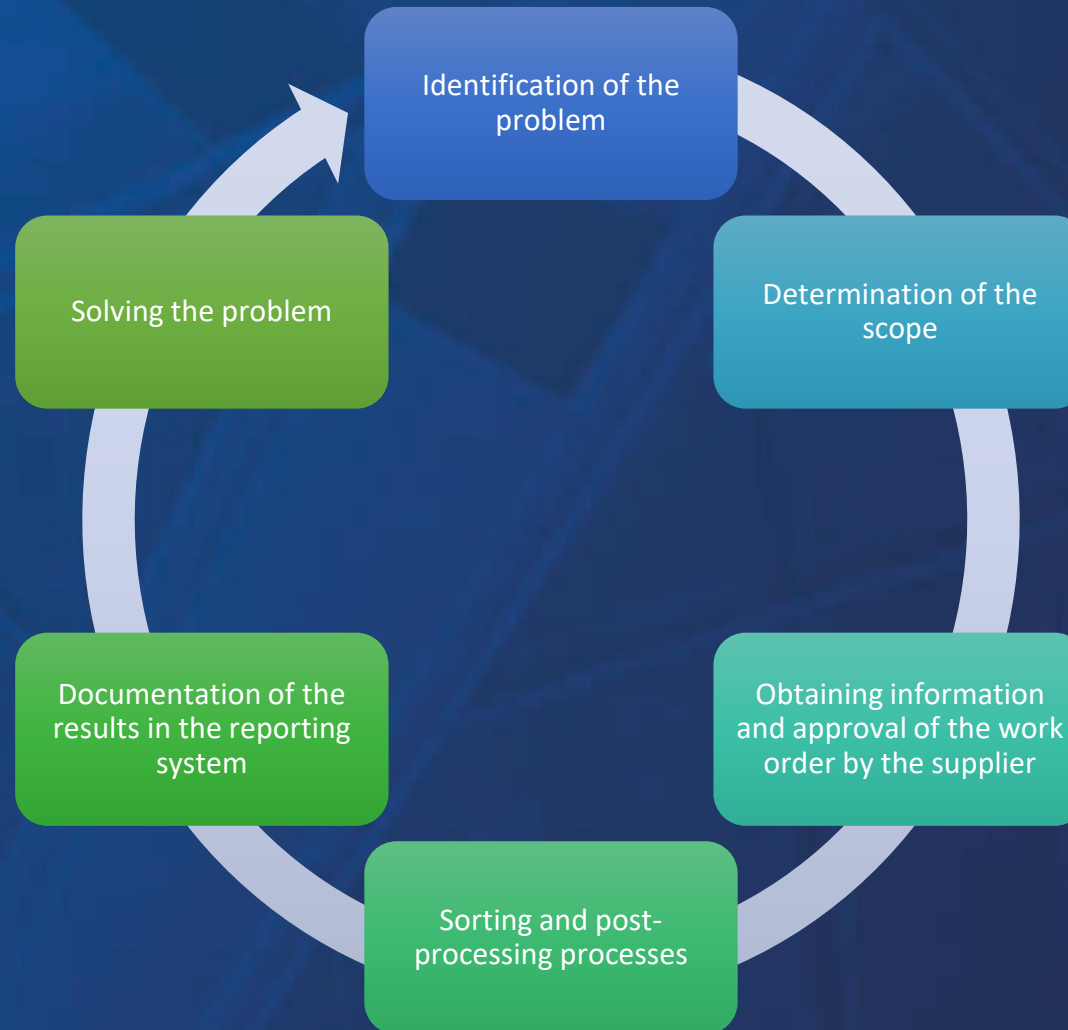 Identification of the
problem
Determination of the
scope
Obtaining information
and approval of the work
order by the supplier
Sorting and post-
processing processes
Documentation of the
results in the reporting
system
Solving the problem